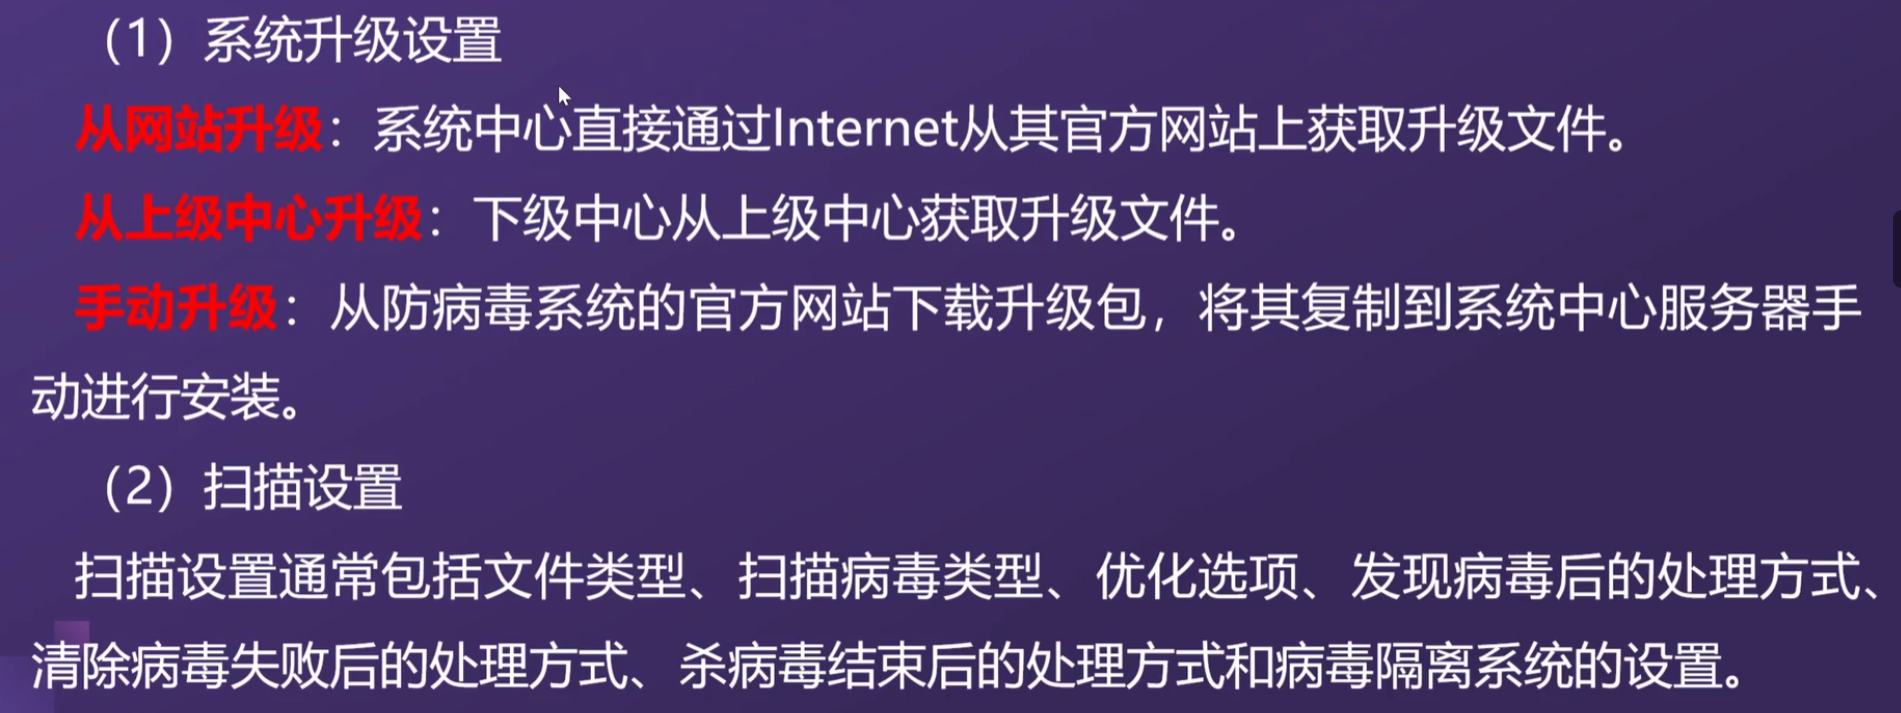 （1）系统升级设置
从网站升级：系统中心直接通过Internet从其官方网站上获取升级文件。
从上级中心升级：下级中心从上级中心获取升级文件。
手动升级：从防病毒系统的官方网站下载升级包，将其复制到系统中心服务器手
动进行安装。
（2）扫描设置
扫描设置通常包括文件类型、扫描病毒类型、优化选项、发现病毒后的处理方式、
清除病毒失败后的处理方式、杀病毒结束后的处理方式和病毒隔离系统的设置。